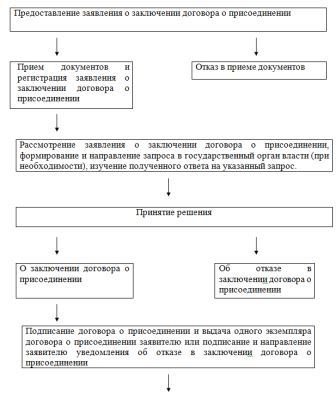 Предоставление заявления о заключении договора о присоединении
Прием документов и
регистрация заявления о
заключении договора о
присоединении
Отказ в приеме документов
Рассмотрение заявления о заключении договора о присоединении,
формирование и направление запроса в государственный орган власти (при
необходимости), изучение полученного ответа на указанный запрос.
Принятие решения
О заключении договора о
присоединении
Об отказе в
заключении договора о
присоединении
Подписание договора о присоединении и выдача одного экземпляра
договора о присоединении заявителю или подписание и направление
заявителю уведомления об отказе в заключении договора о
присоединении